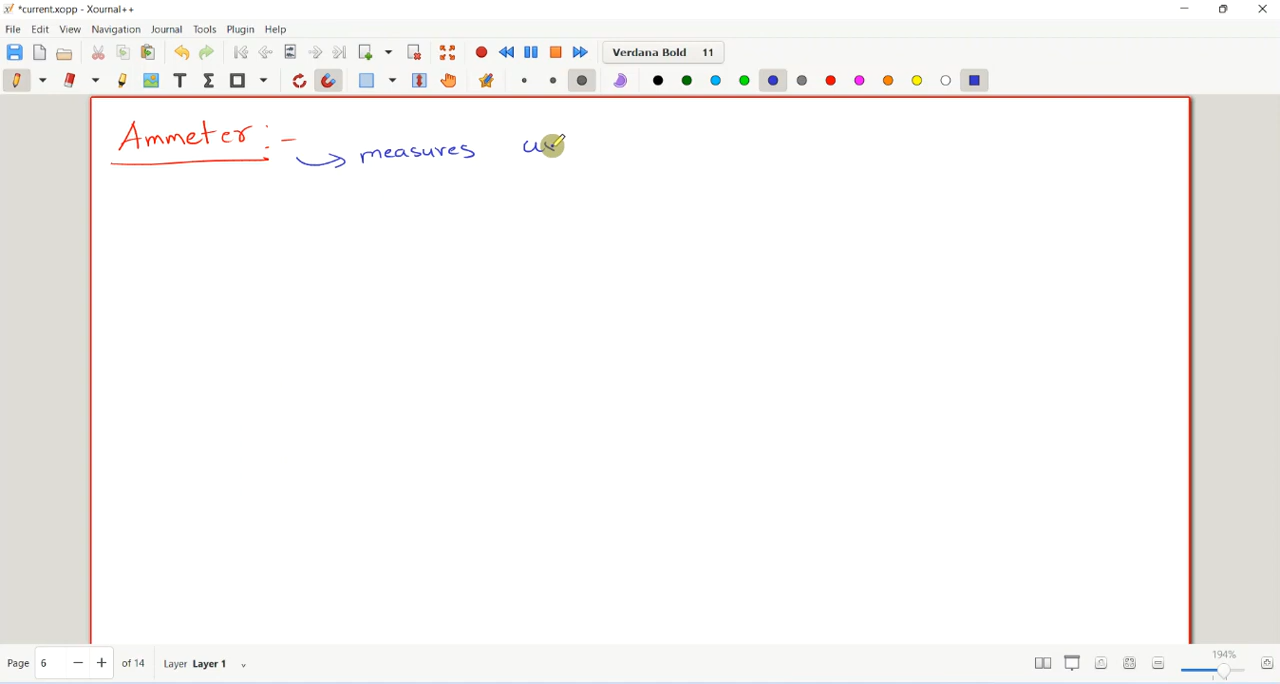 *current.xopp - Xournal++
File Edit View Navigation Journal Tools Plugin Help
Verdana Bold 11
Ammeter :-
measures
Page 6 of 14 Layer Layer 1
194%